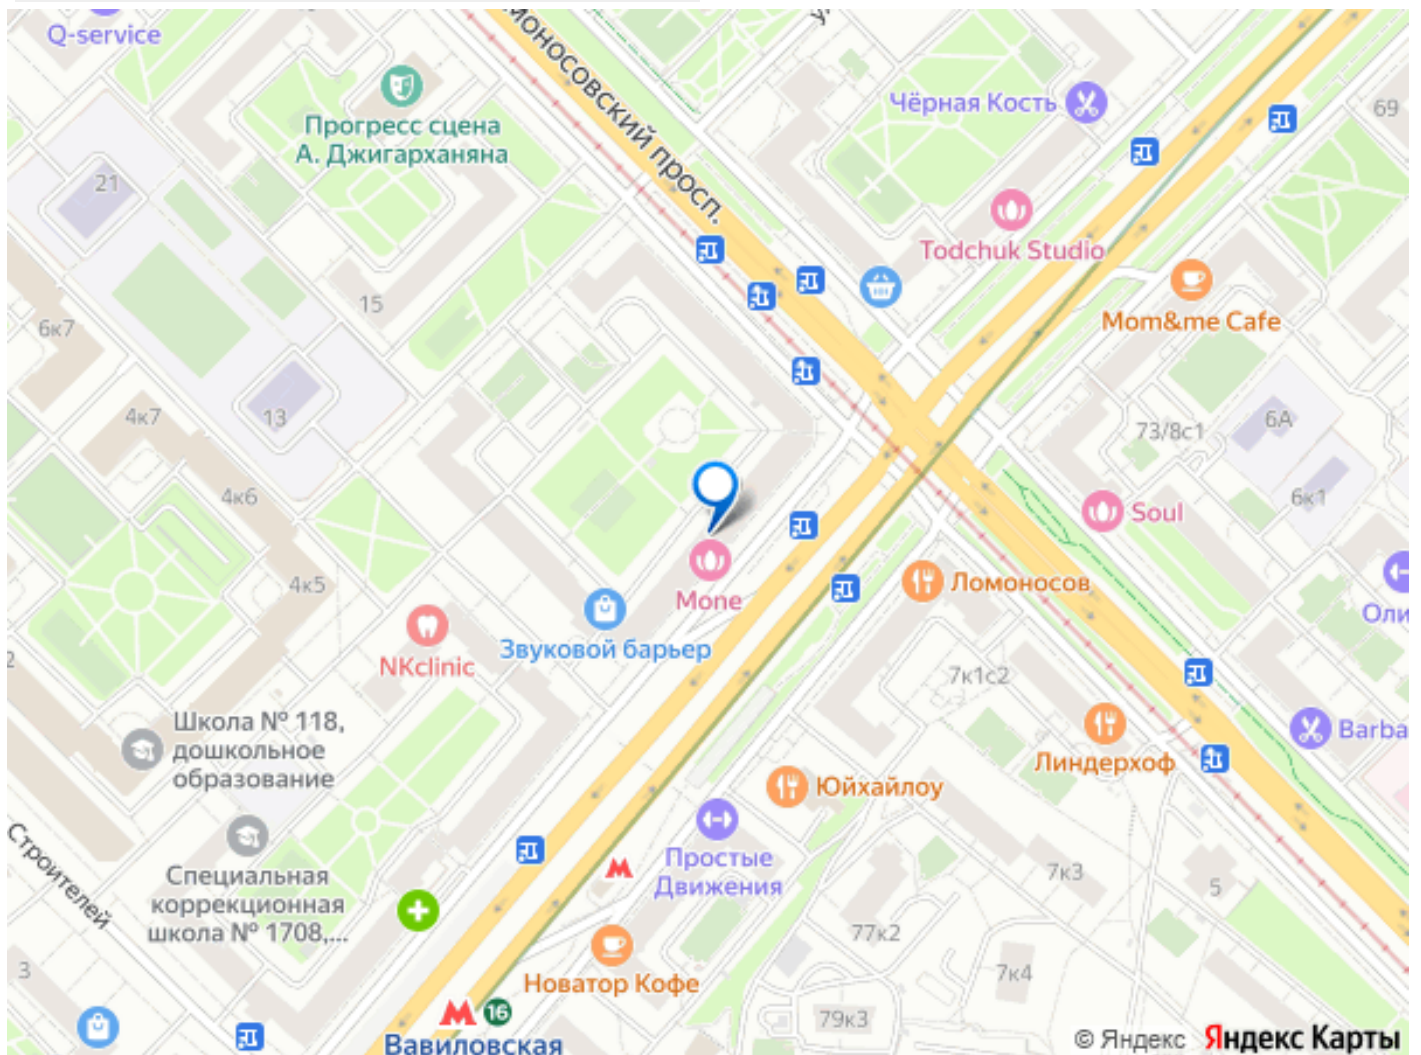 Q-service
Прогресс сцена
А. Джигарханяна
Чёрная Кость
69
21
просп.
Todchuk Studio
15
Mom&me Cafe
6к7
4к7
13
73/8с1
6А
4к6
6к1
Soul
4к5
Mone
Ломоносов
Оли
Звуковой барьер
NKclinic
7к1с2
2
Школа № 118,
дошкольное
образование
Линдерхоф
Barba
Юйхайлоу
Строителей
Простые
Движения
Специальная
коррекционная
школа № 1708,...
7к3
5
77к2
3
Новатор Кофе
7к4
16
79к3
Вавиловская
© Яндекс Яндекс Карты